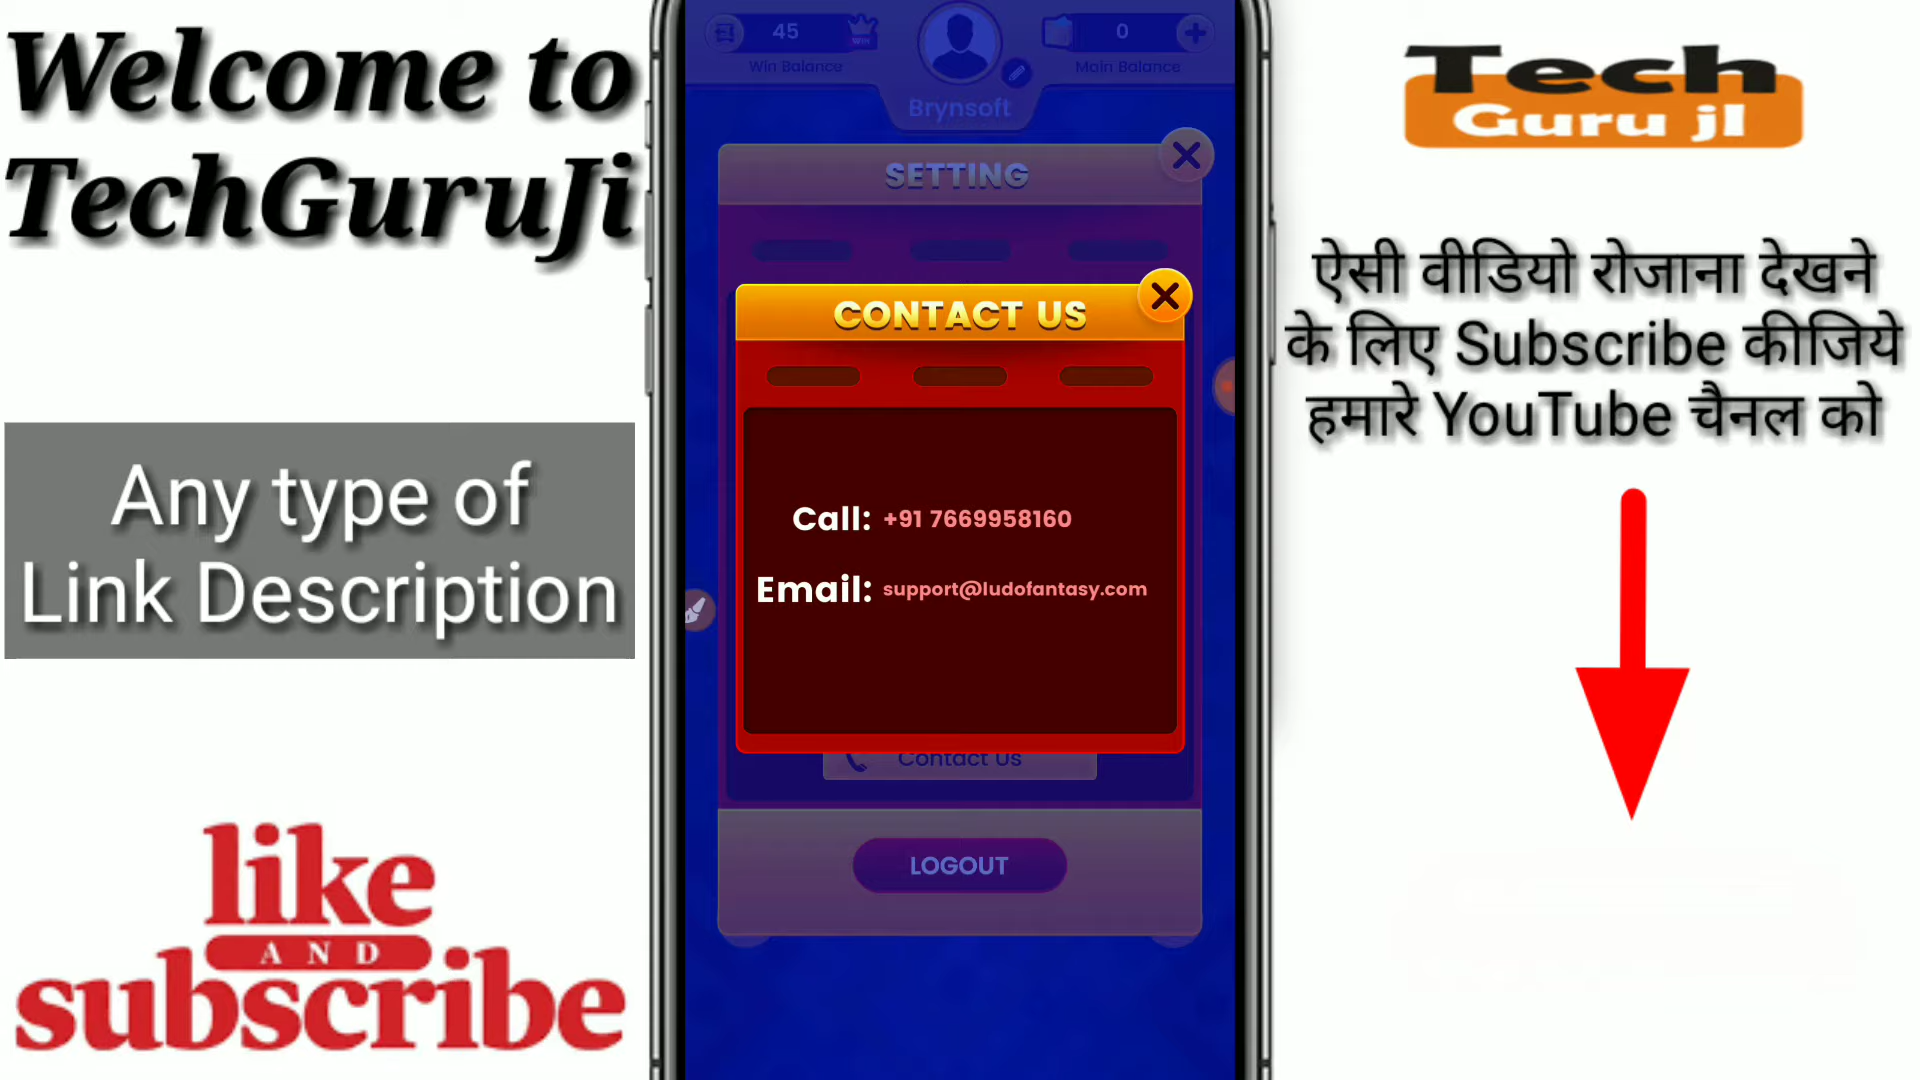 Welcome to
TechGuruJi
Any type of
Link Description
like
AND
subscribe
45
WIN
Win Balance
0
Main Balance
Brynsoft
SETTING
CONTACT US
Call: +91 7669958160
Email: support@ludofantasy.com
Contact Us
LOGOUT
Tech
Guru jI
ऐसी वीडियो रोजाना देखने
के लिए Subscribe कीजिये
हमारे YouTube चैनल को